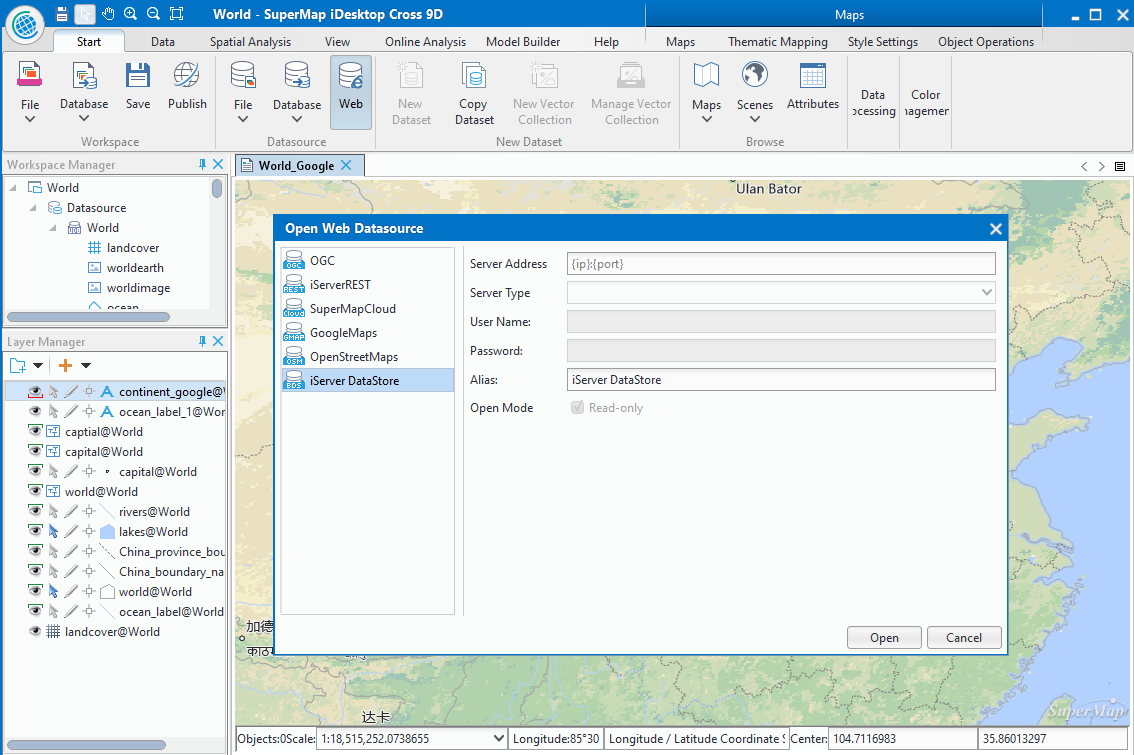 World - SuperMap iDesktop Cross 9D
Maps
Start Data Spatial Analysis View Online Analysis Model Builder Help Maps Thematic Mapping Style Settings Object Operations
File Database Save Publish File Database Web New Dataset Copy Dataset New Vector Collection Manage Vector Collection Maps Scenes Attributes Data ocessing Color nagemer
Workspace Datasource New Dataset Browse
Workspace Manager
World
Datasource
World
landcover
worldearth
worldimage
ocean
Layer Manager
continent_google@W
ocean_label_1@Wor
captial@World
capital@World
capital@World
world@World
rivers@World
lakes@World
China_province_bou
China_boundary_na
world@World
ocean_label@World
landcover@World
World_Google
Ulan Bator
Open Web Datasource
OGC
OGC
REST
iServerREST
Cloud
SuperMapCloud
GMAP
GoogleMaps
OSM
OpenStreetMaps
BDS
iServer DataStore
Server Address {ip}:{port}
Server Type
User Name:
Password:
Alias: iServer DataStore
Open Mode Read-only
Open Cancel
加德
达卡
SuperMap
Objects:0 Scale: 1:18,515,252.0738655 Longitude:85°30 Longitude / Latitude Coordinate S Center: 104.7116983 35.86013297